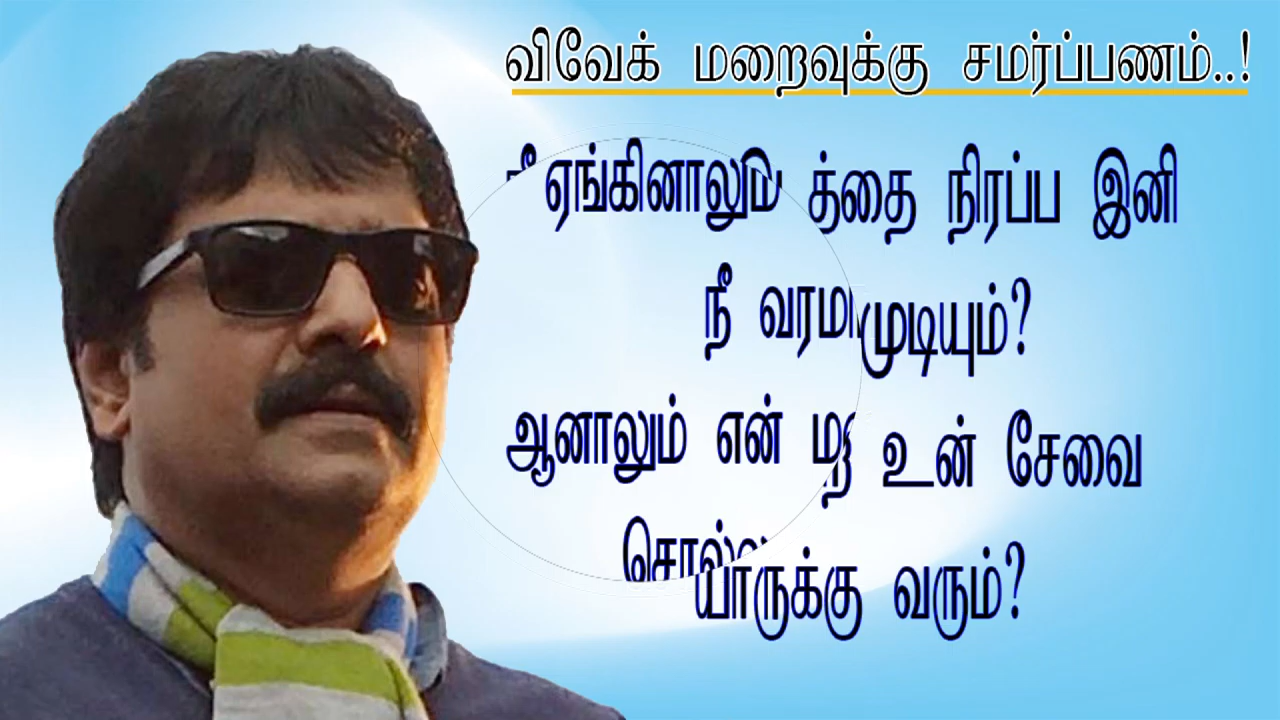 விவேக் மறைவுக்கு சமர்ப்பணம்..!
ஏங்கினாலும் த்தை நிரப்ப இனி
நீ முடியும்?
ஆனாலும் என் உன் சேவை
யாருக்கு வரும்?